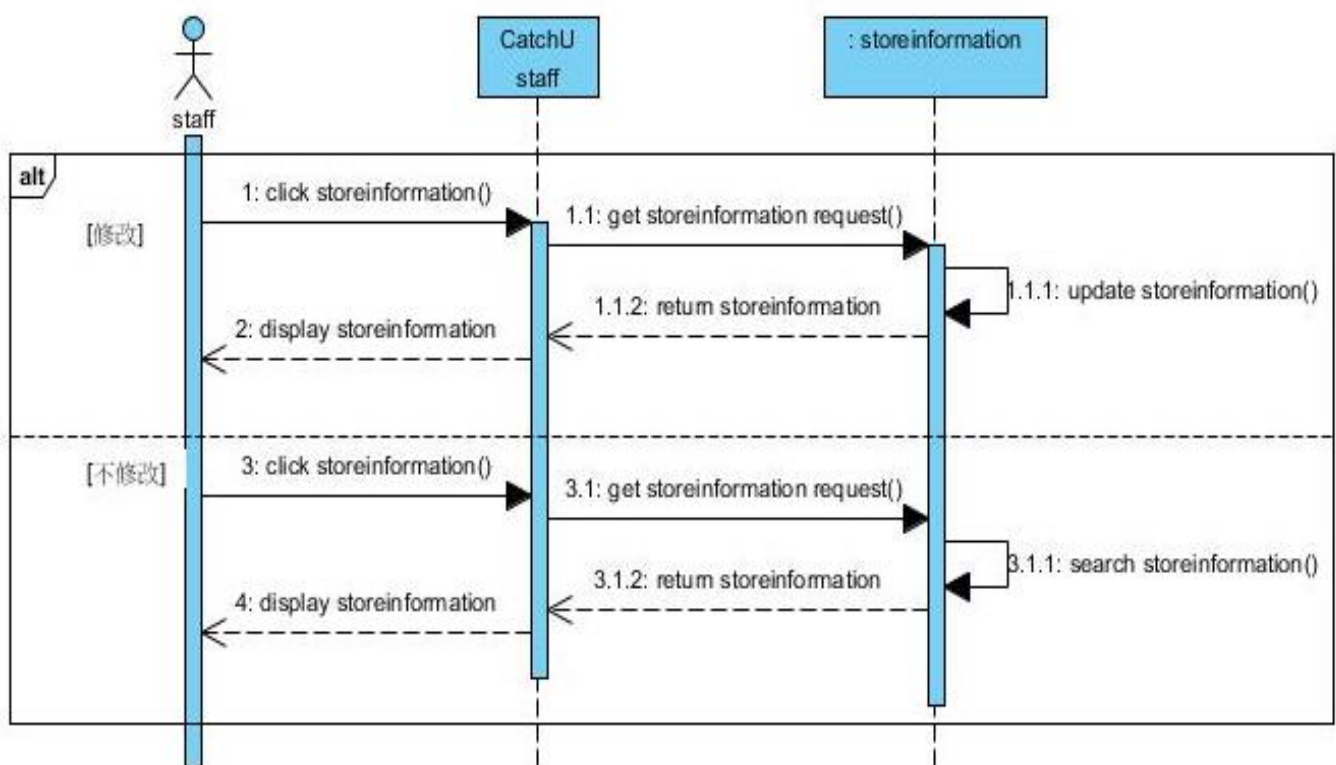 staff
CatchU
staff
: storeinformation
alt
[修改]
1: click storeinformation()
1.1: get storeinformation request()
1.1.1: update storeinformation()
1.1.2: return storeinformation
2: display storeinformation
[不修改]
3: click storeinformation()
3.1: get storeinformation request()
3.1.1: search storeinformation()
3.1.2: return storeinformation
4: display storeinformation